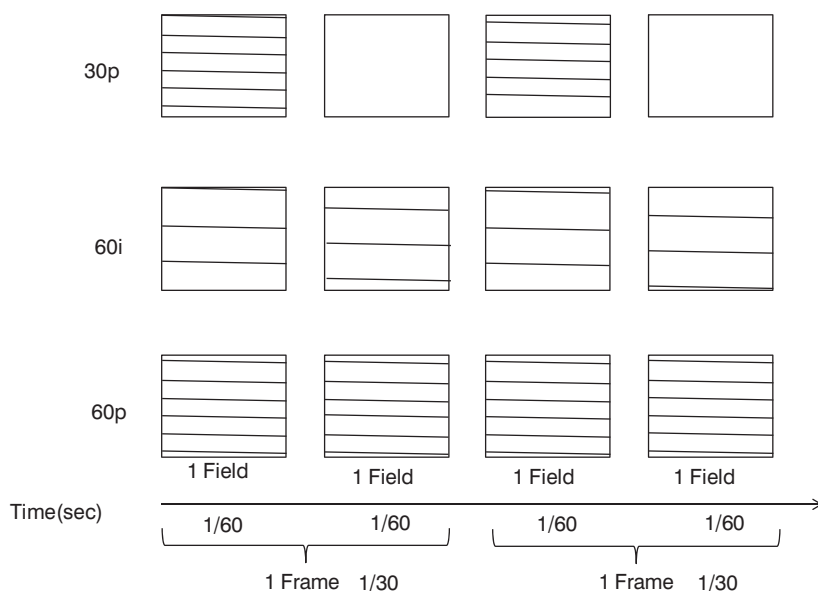 30p
60i
60p
1 Field 1 Field 1 Field 1 Field
Time(sec)
1/60 1/60 1/60 1/60
1 Frame 1/30 1 Frame 1/30